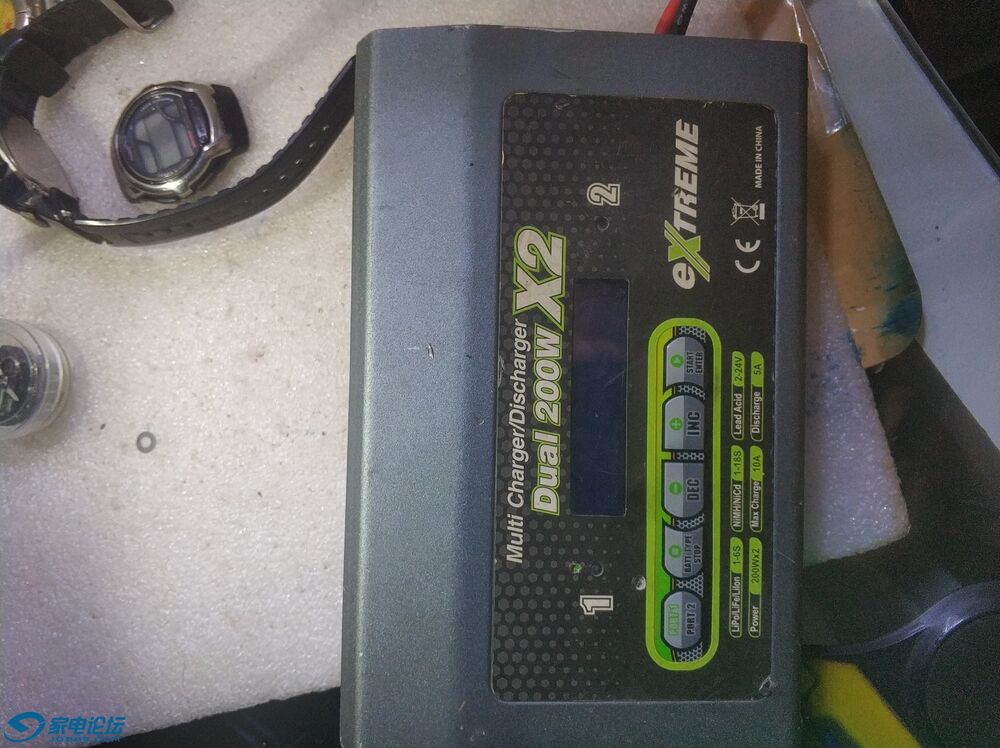 Multi Charger/Discharger
Dual 200W X2
1
2
PORT 1
PORT 2
BATT.TYPE
STOP
DEC
INC
START
ENTER
eXTREME
LiPo/LiFe/LiIon 1-6S NiMH/NiCd 1-18S Lead Acid 2-24V
Power 200Wx2 Max Charge 10A Discharge 5A
CE
MADE IN CHINA
家电论坛